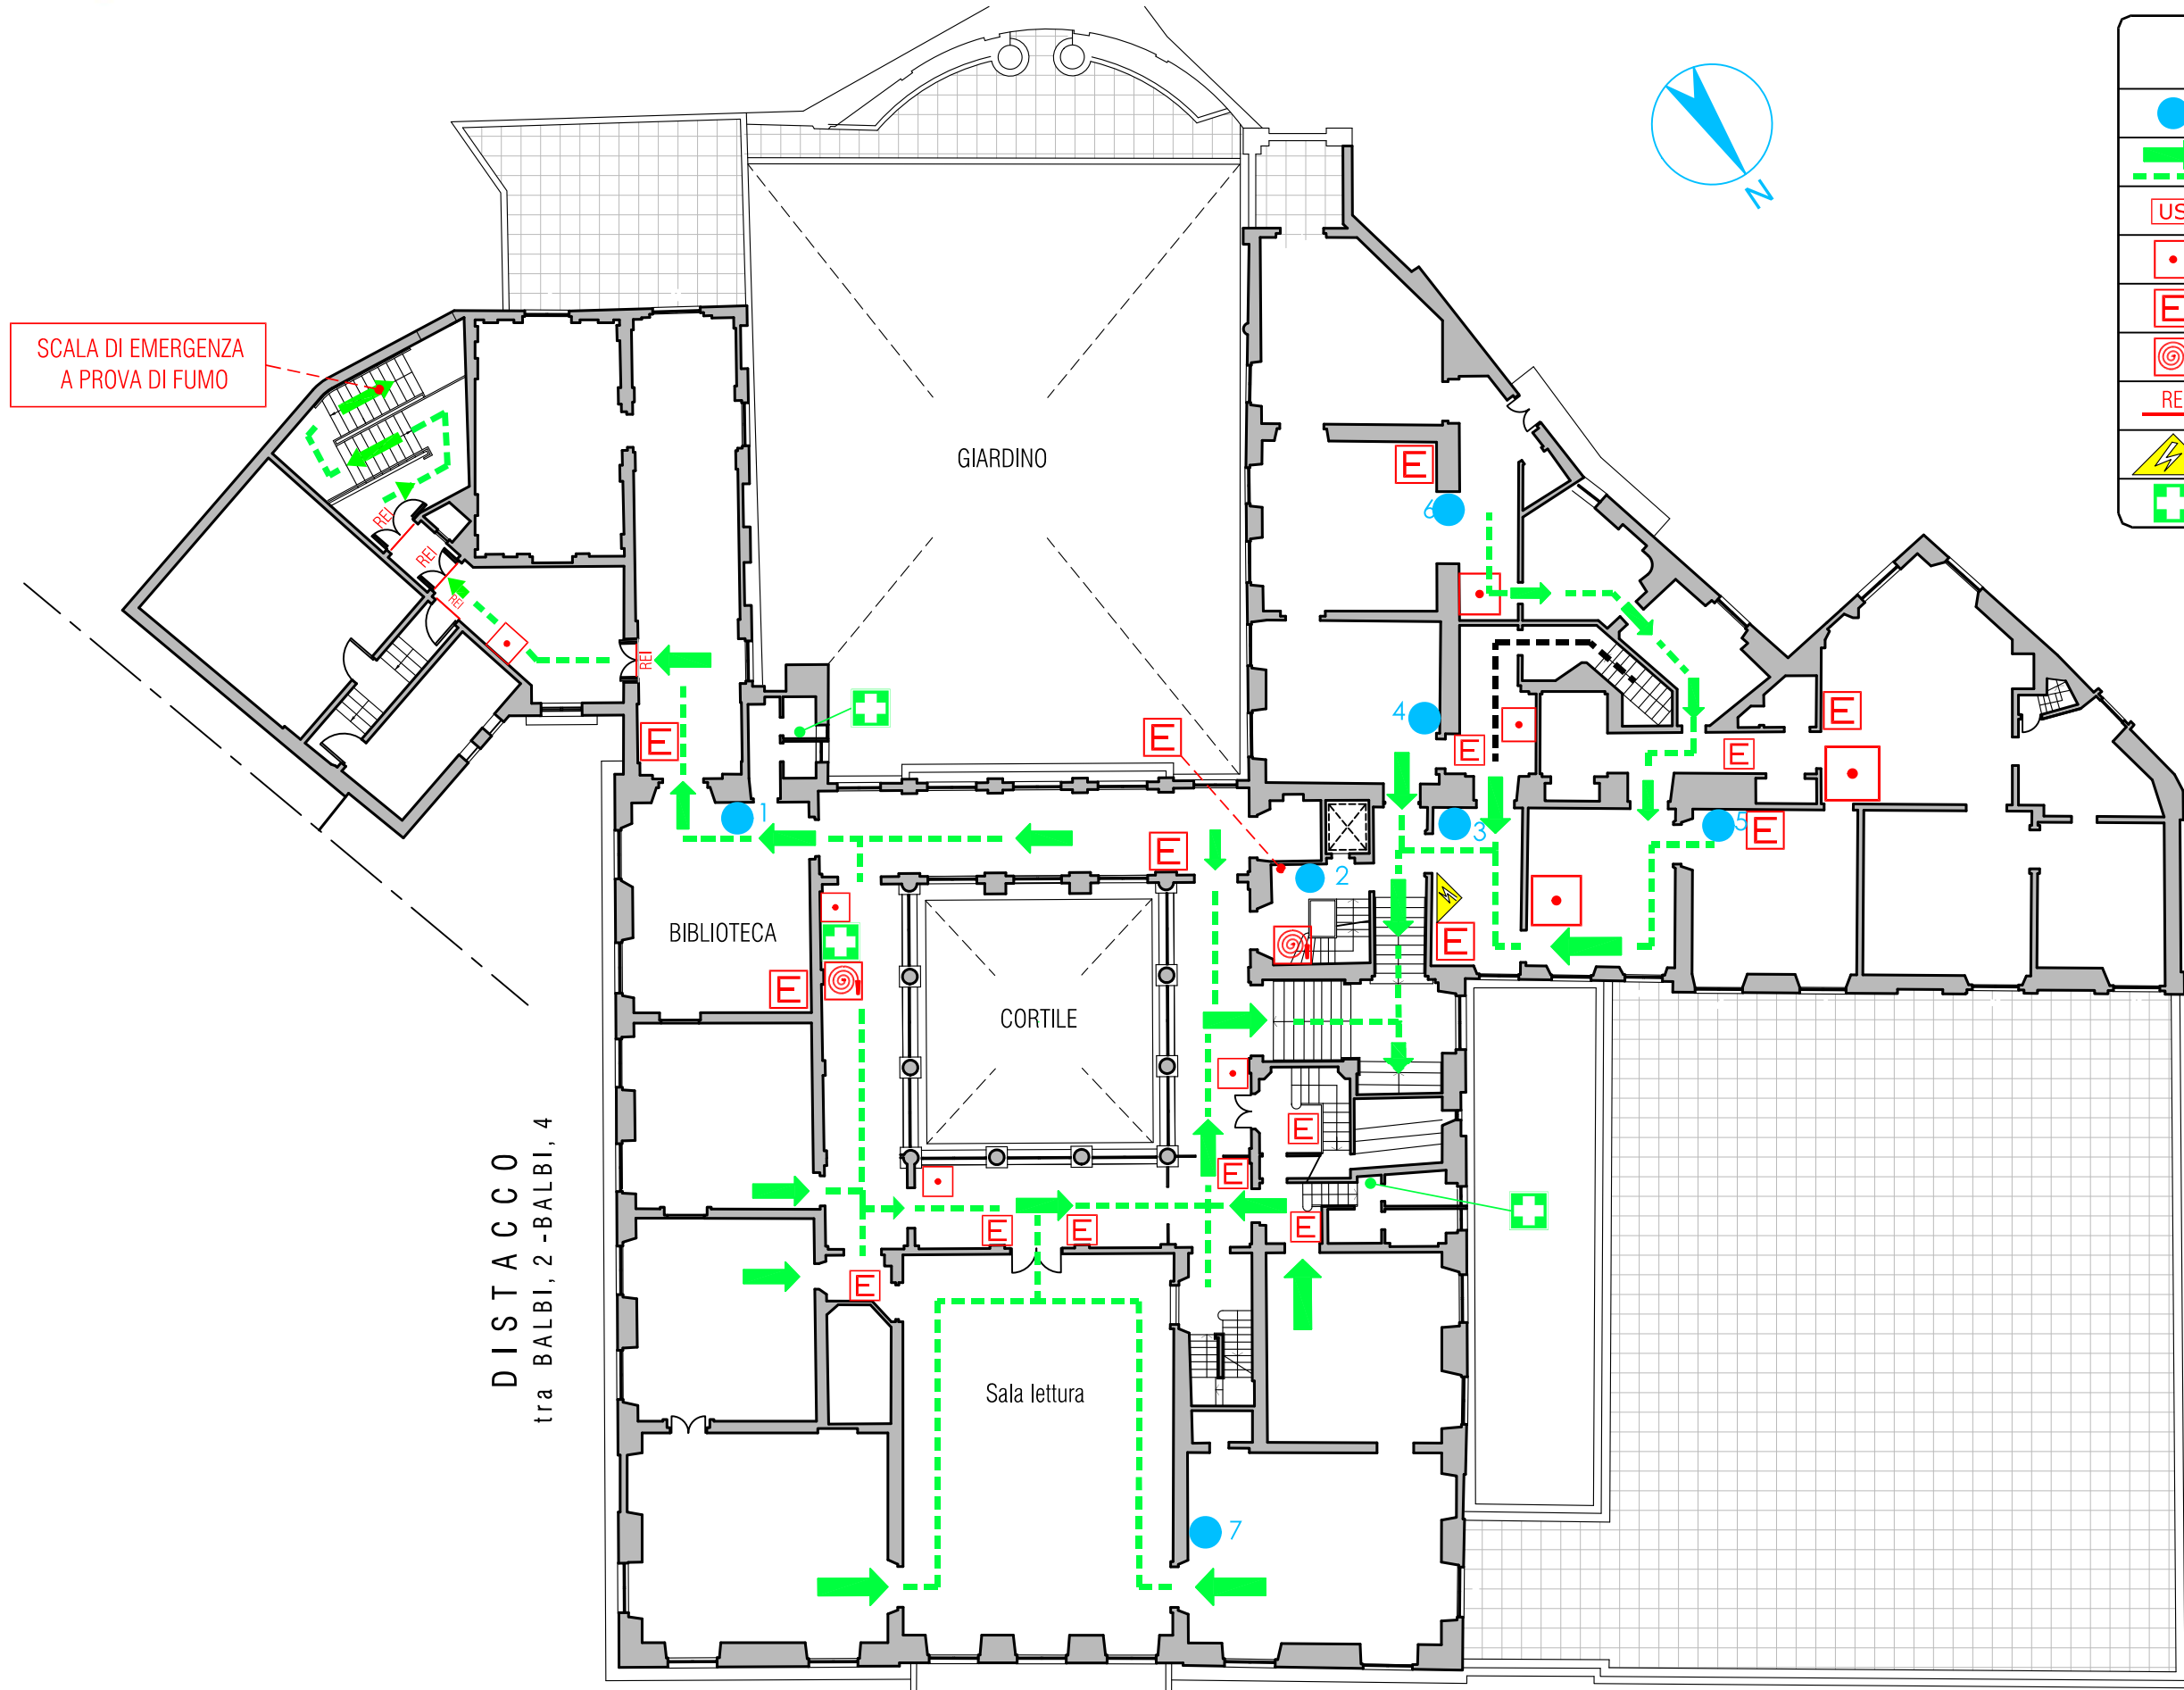 N
US
E
RE
SCALA DI EMERGENZA
A PROVA DI FUMO
GIARDINO
E
6
REI
REI
REI
REI
4
E
E
E
E
E
1
E
3
5
E
2
BIBLIOTECA
E
E
CORTILE
E
E
E
E
E
E
DISTACCO
tra BALBI, 2 -BALBI, 4
Sala lettura
7